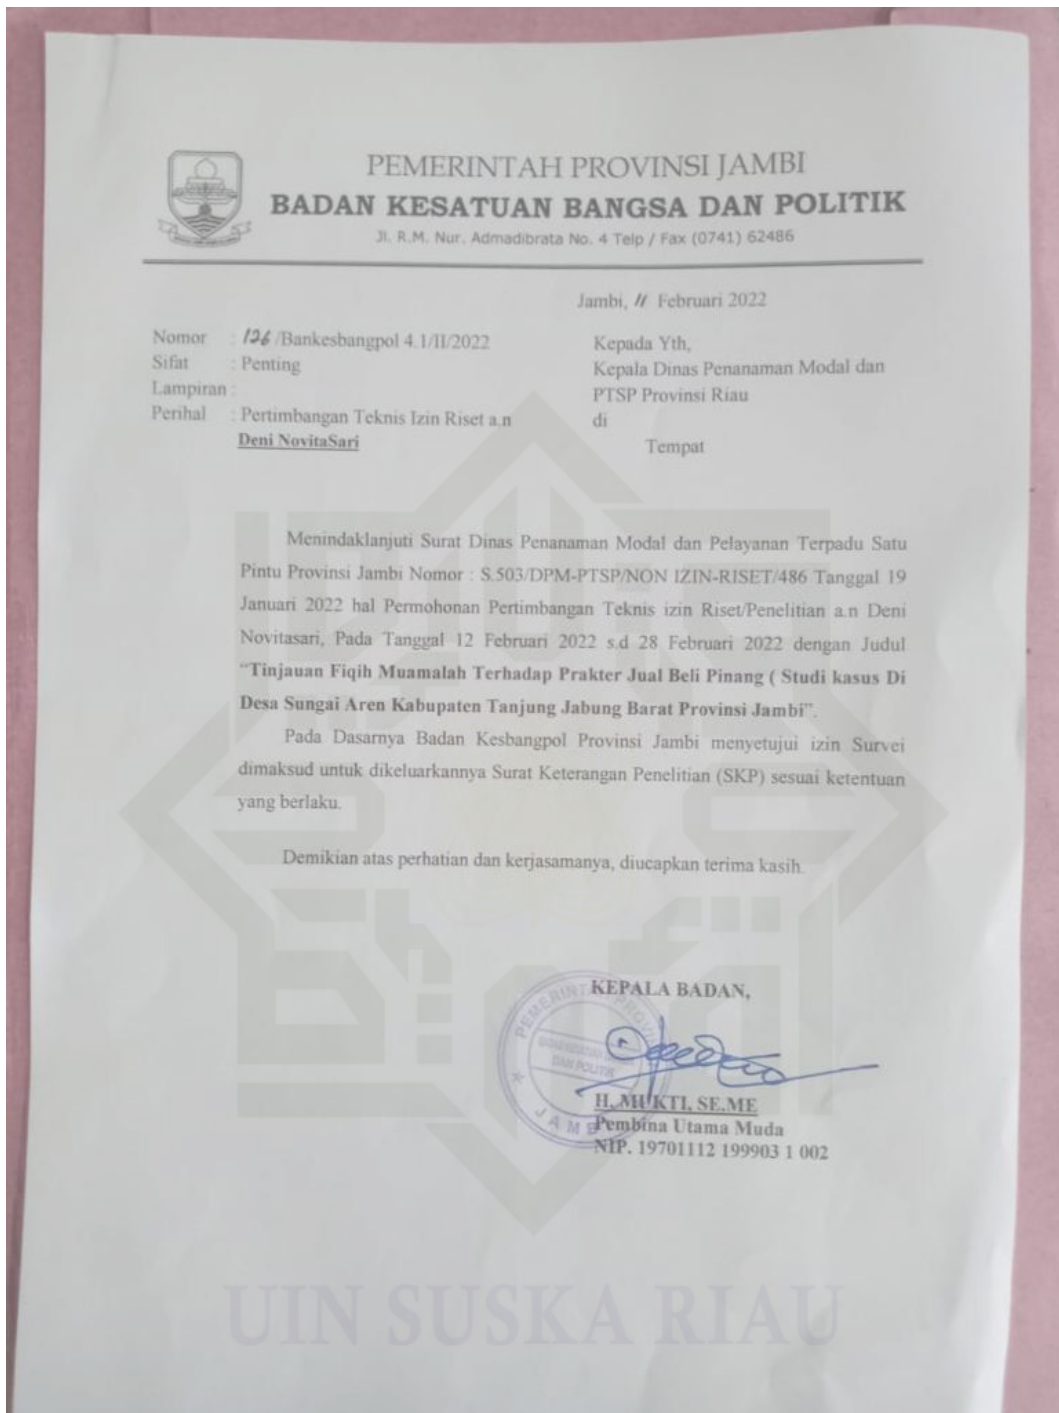 PEMERINTAH PROVINSI JAMBI
BADAN KESATUAN BANGSA DAN POLITIK
Jl. R.M. Nur. Admadibrata No. 4 Telp / Fax (0741) 62486
Jambi, 11 Februari 2022
Nomor : 126 /Bankesbangpol 4.1/II/2022
Sifat : Penting
Lampiran :
Perihal : Pertimbangan Teknis Izin Riset a.n
Deni NovitaSari
Kepada Yth,
Kepala Dinas Penanaman Modal dan
PTSP Provinsi Riau
di
Tempat
Menindaklanjuti Surat Dinas Penanaman Modal dan Pelayanan Terpadu Satu
Pintu Provinsi Jambi Nomor : S.503/DPM-PTSP/NON IZIN-RISET/486 Tanggal 19
Januari 2022 hal Permohonan Pertimbangan Teknis izin Riset/Penelitian a.n Deni
Novitasari, Pada Tanggal 12 Februari 2022 s.d 28 Februari 2022 dengan Judul
“Tinjauan Fiqih Muamalah Terhadap Prakter Jual Beli Pinang ( Studi kasus Di
Desa Sungai Aren Kabupaten Tanjung Jabung Barat Provinsi Jambi”.
Pada Dasarnya Badan Kesbangpol Provinsi Jambi menyetujui izin Survei
dimaksud untuk dikeluarkannya Surat Keterangan Penelitian (SKP) sesuai ketentuan
yang berlaku.
Demikian atas perhatian dan kerjasamanya, diucapkan terima kasih.
KEPALA BADAN,
PEMERINTAH PROVINSI
DAN POLITIK
JAMBI
H. MUKTI, SE.ME
Pembina Utama Muda
NIP. 19701112 199903 1 002
UIN SUSKA RIAU